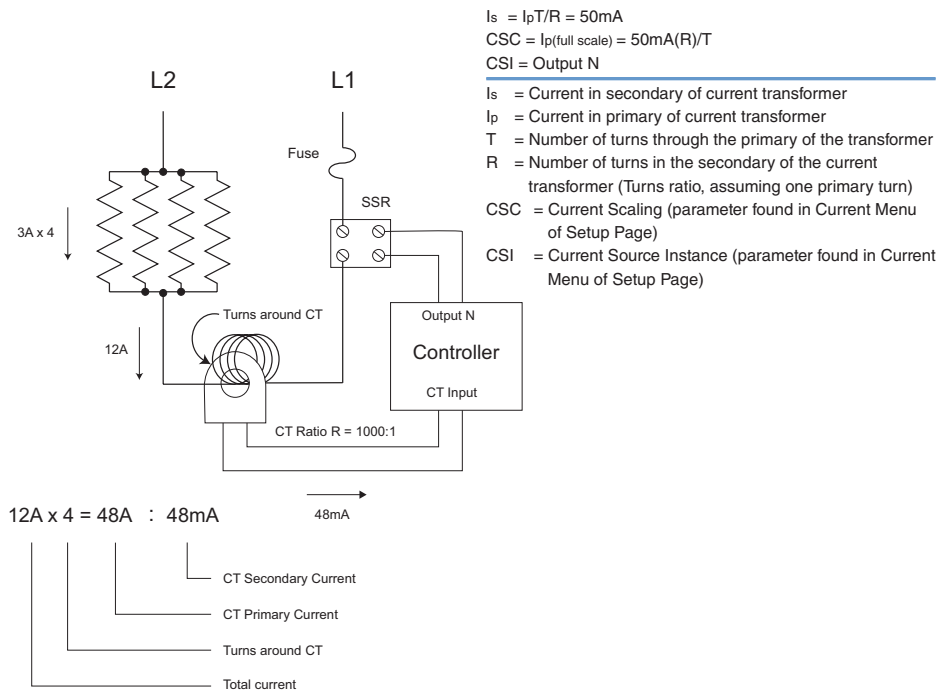 Is = IpT/R = 50mA
CSC = Ip(full scale) = 50mA(R)/T
CSI = Output N
Is = Current in secondary of current transformer
Ip = Current in primary of current transformer
T = Number of turns through the primary of the transformer
R = Number of turns in the secondary of the current
transformer (Turns ratio, assuming one primary turn)
CSC = Current Scaling (parameter found in Current Menu
of Setup Page)
CSI = Current Source Instance (parameter found in Current
Menu of Setup Page)
L2
L1
Fuse
SSR
3A x 4
Turns around CT
Output N
12A
Controller
CT Input
CT Ratio R = 1000:1
48mA
12A x 4 = 48A : 48mA
CT Secondary Current
CT Primary Current
Turns around CT
Total current